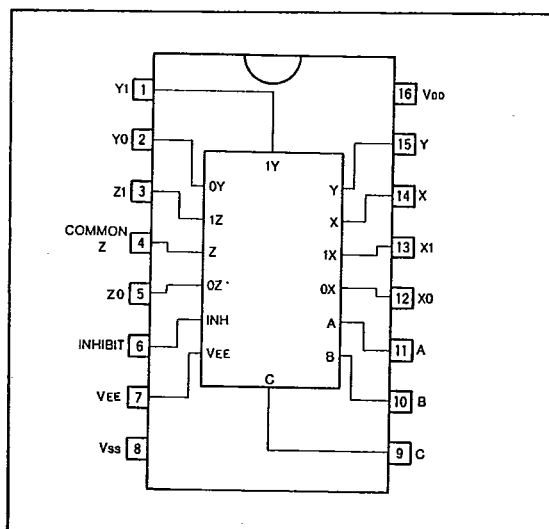 Y1 1
16 VDD
Y0 2
15 Y
1Y
Z1 3
0Y
Y
14 X
1Z
X
COMMON
Z 4
Z
1X
13 X1
Z0 5
0Z
0X
12 X0
INHIBIT 6
INH
A
11 A
VEE
B
VEE 7
C
10 B
VSS 8
9 C